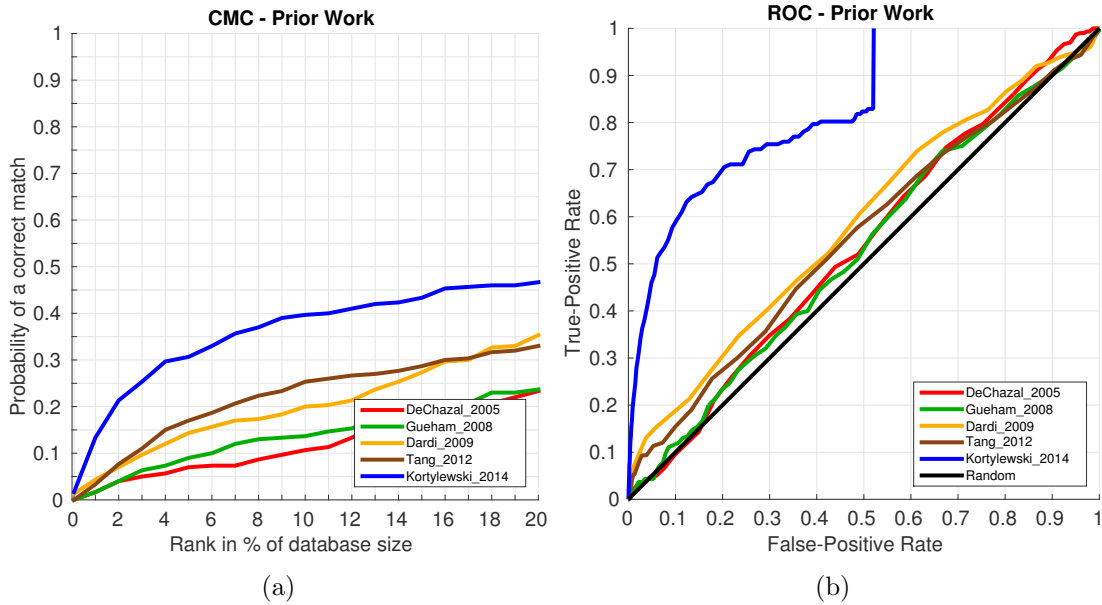 CMC - Prior Work
1
0.9
0.8
0.7
0.6
0.5
0.4
0.3
0.2
0.1
0
Probability of a correct match
0 2 4 6 8 10 12 14 16 18 20
Rank in % of database size
DeChazal_2005
Gueham_2008
Dardi_2009
Tang_2012
Kortylewski_2014
(a)
ROC - Prior Work
1
0.9
0.8
0.7
0.6
0.5
0.4
0.3
0.2
0.1
0
True-Positive Rate
0 0.1 0.2 0.3 0.4 0.5 0.6 0.7 0.8 0.9 1
False-Positive Rate
DeChazal_2005
Gueham_2008
Dardi_2009
Tang_2012
Kortylewski_2014
Random
(b)